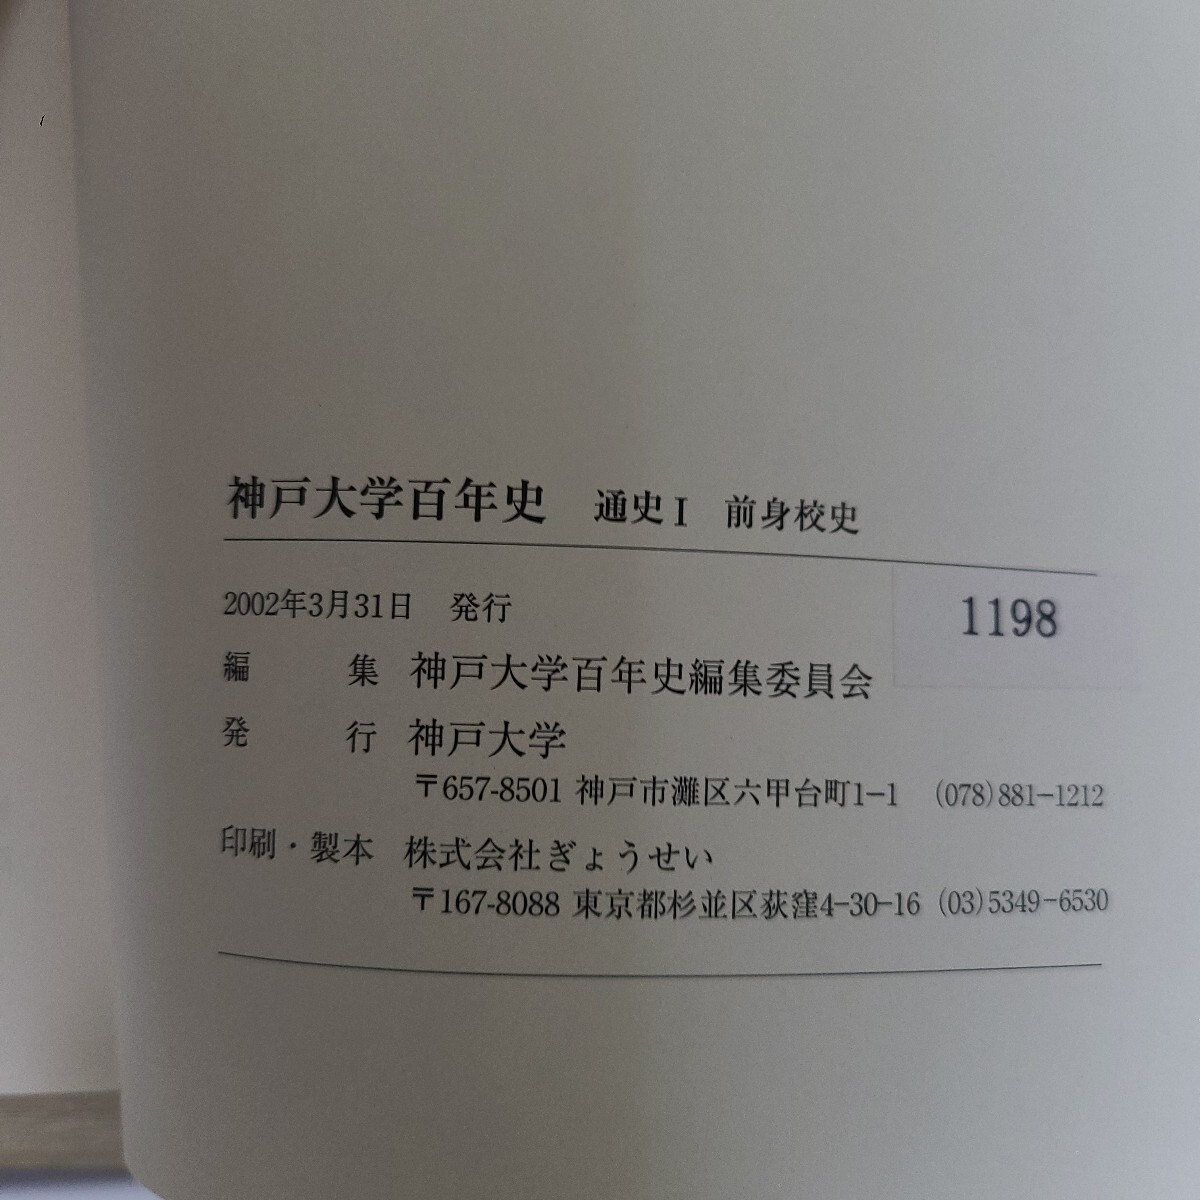 神戸大学百年史　通史Ⅰ　前身校史
2002年3月31日　発行
1198
編　　集　神戸大学百年史編集委員会
発　　行　神戸大学
〒657-8501 神戸市灘区六甲台町1-1　(078)881-1212
印刷・製本　株式会社ぎょうせい
〒167-8088 東京都杉並区荻窪4-30-16 (03)5349-6530